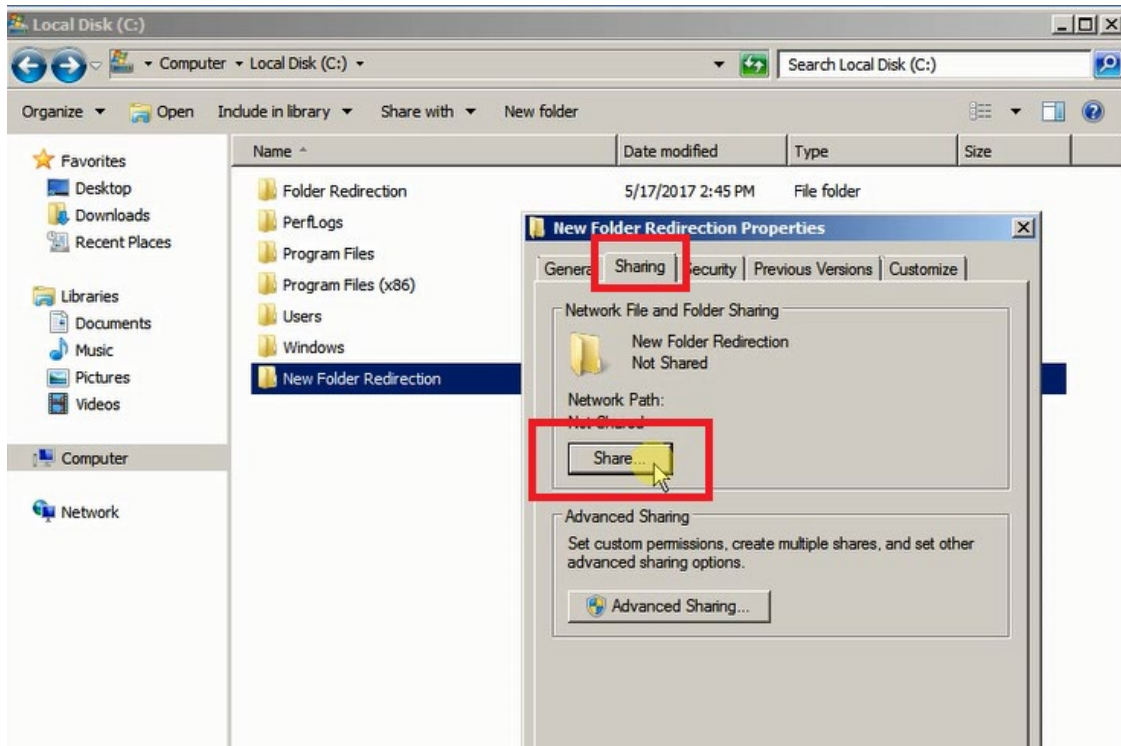 Local Disk (C:)
Computer Local Disk (C:)
Search Local Disk (C:)
Organize Open Include in library Share with New folder
Favorites
Desktop
Downloads
Recent Places
Libraries
Documents
Music
Pictures
Videos
Computer
Network
Name Date modified Type Size
Folder Redirection 5/17/2017 2:45 PM File folder
PerfLogs
Program Files
Program Files (x86)
Users
Windows
New Folder Redirection
New Folder Redirection Properties
General Sharing Security Previous Versions Customize
Network File and Folder Sharing
New Folder Redirection
Not Shared
Network Path:
Not Shared
Share...
Advanced Sharing
Set custom permissions, create multiple shares, and set other
advanced sharing options.
Advanced Sharing...